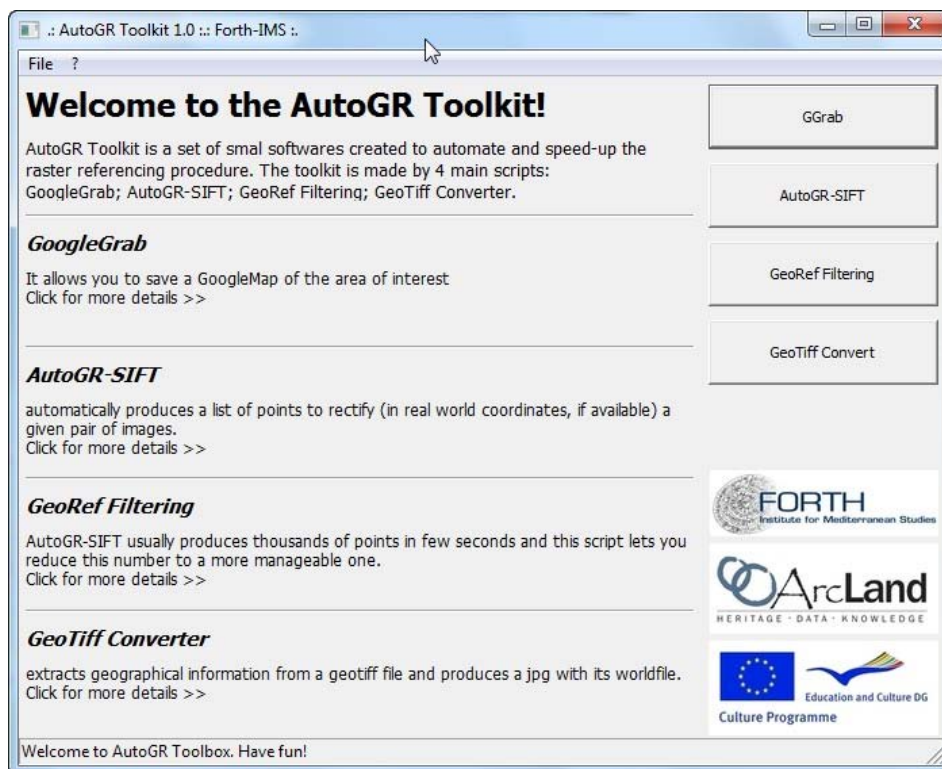 .: AutoGR Toolkit 1.0 :.: Forth-IMS :.
File ?
Welcome to the AutoGR Toolkit!
AutoGR Toolkit is a set of smal softwares created to automate and speed-up the
raster referencing procedure. The toolkit is made by 4 main scripts:
GoogleGrab; AutoGR-SIFT; GeoRef Filtering; GeoTiff Converter.
GoogleGrab
It allows you to save a GoogleMap of the area of interest
Click for more details >>
AutoGR-SIFT
automatically produces a list of points to rectify (in real world coordinates, if available) a
given pair of images.
Click for more details >>
GeoRef Filtering
AutoGR-SIFT usually produces thousands of points in few seconds and this script lets you
reduce this number to a more manageable one.
Click for more details >>
GeoTiff Converter
extracts geographical information from a geotiff file and produces a jpg with its worldfile.
Click for more details >>
GGrab
AutoGR-SIFT
GeoRef Filtering
GeoTiff Convert
FORTH
Institute for Mediterranean Studies
ArcLand
HERITAGE · DATA · KNOWLEDGE
Education and Culture DG
Culture Programme
Welcome to AutoGR Toolbox. Have fun!